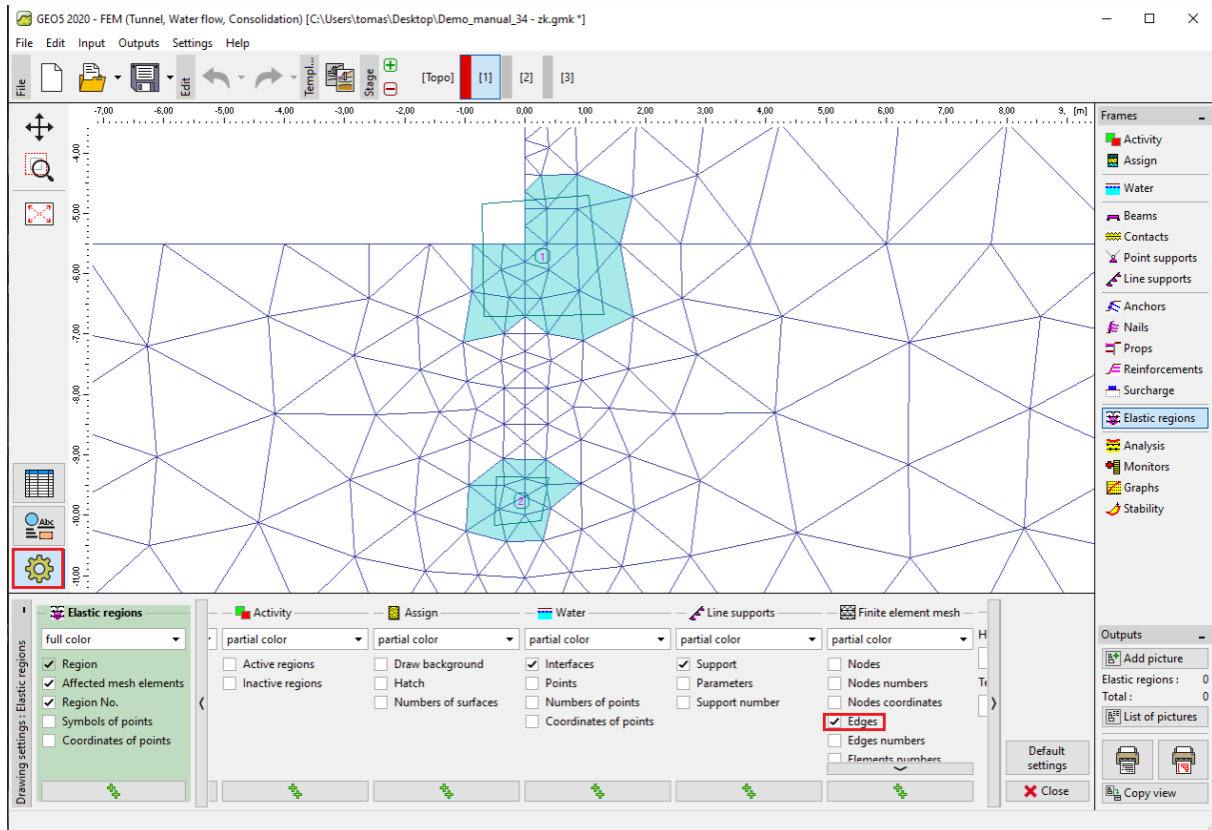 GEO5 2020 - FEM (Tunnel, Water flow, Consolidation) [C:\Users\tomas\Desktop\Demo_manual_34 - zk.gmk *]
File Edit Input Outputs Settings Help
File
Edit
Templ...
Stage
[Topo] [1] [2] [3]
-7,00 -6,00 -5,00 -4,00 -3,00 -2,00 -1,00 0,00 1,00 2,00 3,00 4,00 5,00 6,00 7,00 8,00 9, [m]
-4,00
-5,00
-6,00
-7,00
-8,00
-9,00
-10,00
-11,00
1
2
Abc
Frames
Activity
Assign
Water
Beams
Contacts
Point supports
Line supports
Anchors
Nails
Props
Reinforcements
Surcharge
Elastic regions
Analysis
Monitors
Graphs
Stability
Drawing settings : Elastic regions
Elastic regions
full color
Region
Affected mesh elements
Region No.
Symbols of points
Coordinates of points
Activity
partial color
Active regions
Inactive regions
Assign
partial color
Draw background
Hatch
Numbers of surfaces
Water
partial color
Interfaces
Points
Numbers of points
Coordinates of points
Line supports
partial color
Support
Parameters
Support number
Finite element mesh
partial color
Nodes
Nodes numbers
Nodes coordinates
Edges
Edges numbers
Elements numbers
H
Te
Default settings
Close
Outputs
Add picture
Elastic regions : 0
Total : 0
List of pictures
Copy view